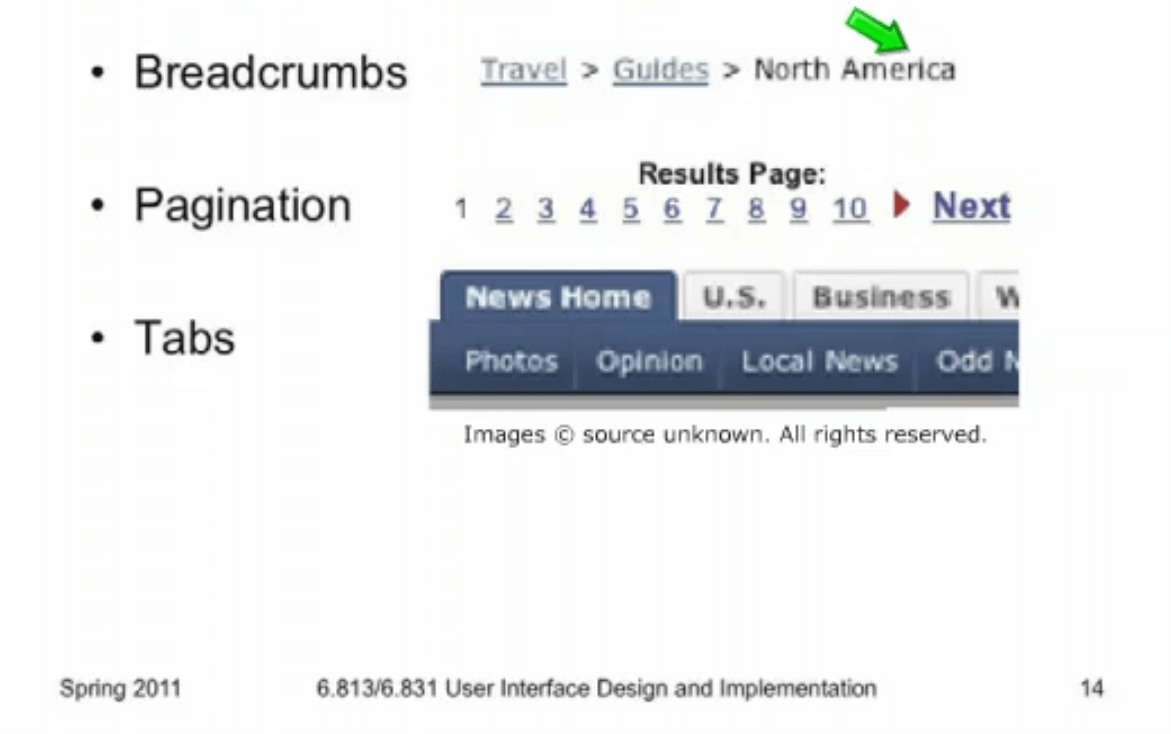 • Breadcrumbs
Travel > Guides > North America
• Pagination
Results Page:
1 2 3 4 5 6 7 8 9 10 Next
• Tabs
News Home U.S. Business W
Photos Opinion Local News Odd N
Images © source unknown. All rights reserved.
Spring 2011 6.813/6.831 User Interface Design and Implementation 14